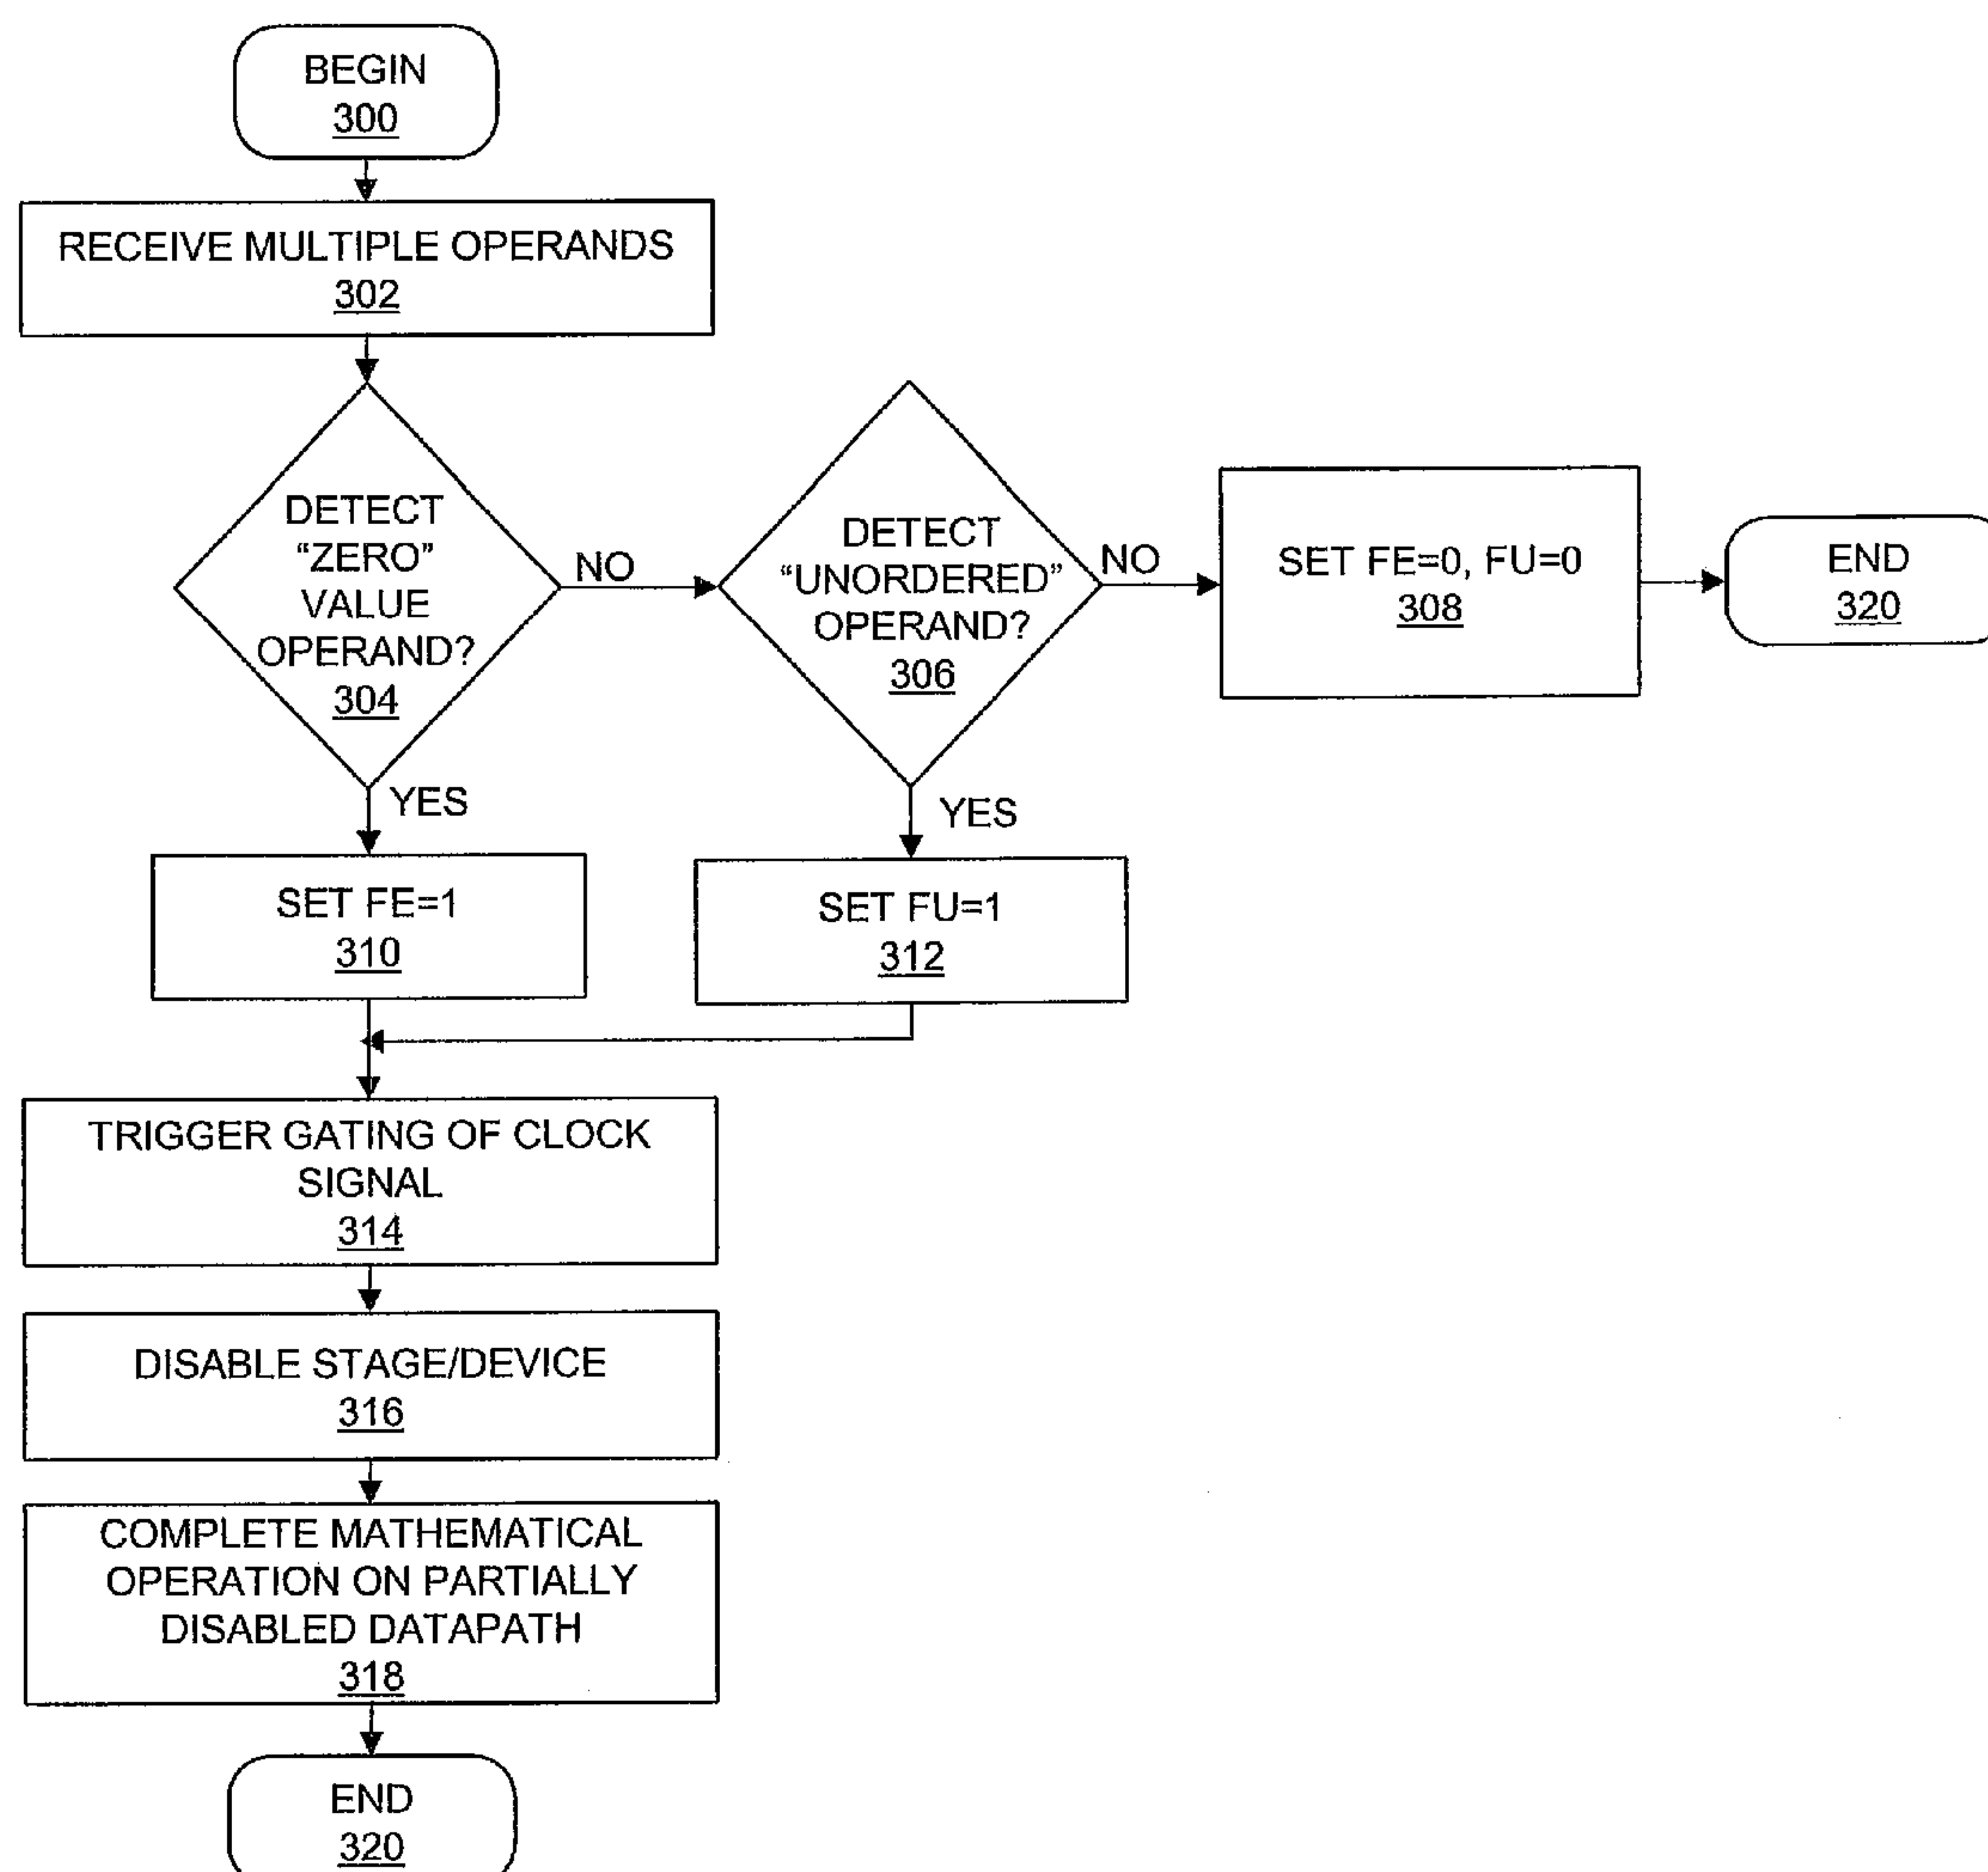 BEGIN
300
RECEIVE MULTIPLE OPERANDS
302
DETECT
“ZERO”
VALUE
OPERAND?
304
NO
DETECT
“UNORDERED”
OPERAND?
306
NO
SET FE=0, FU=0
308
END
320
YES
YES
SET FE=1
310
SET FU=1
312
TRIGGER GATING OF CLOCK
SIGNAL
314
DISABLE STAGE/DEVICE
316
COMPLETE MATHEMATICAL
OPERATION ON PARTIALLY
DISABLED DATAPATH
318
END
320